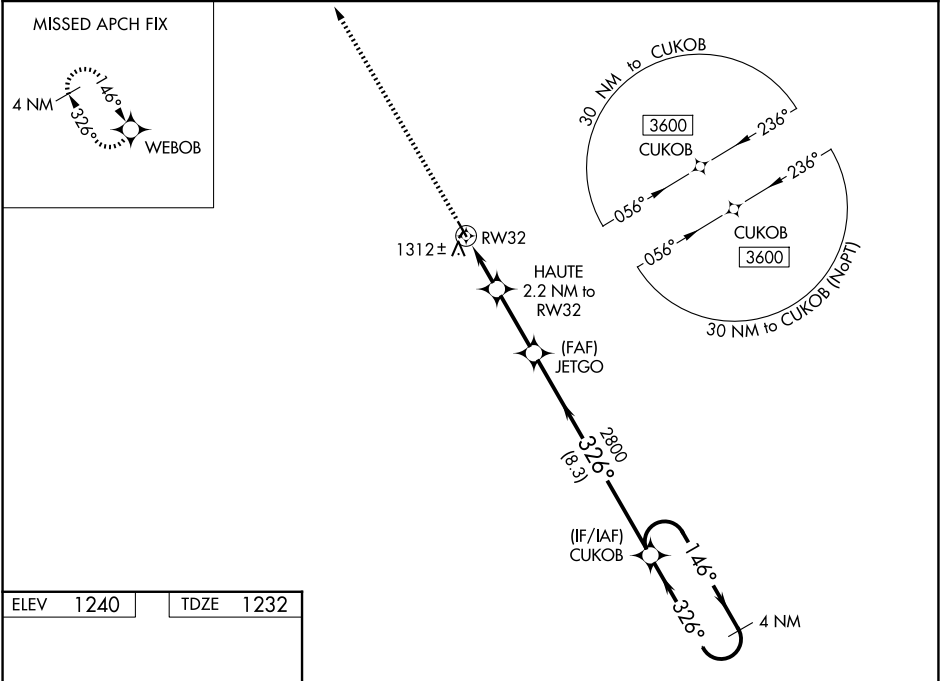 MISSED APCH FIX
4 NM
146°
326°
WEBOB
30 NM to CUKOB
3600
CUKOB
236°
056°
236°
056°
CUKOB
3600
30 NM to CUKOB (NoPT)
1312±
RW32
HAUTE
2.2 NM to
RW32
(FAF)
JETGO
2800
326°
(8.3)
(IF/IAF)
CUKOB
146°
326°
4 NM
ELEV 1240
TDZE 1232